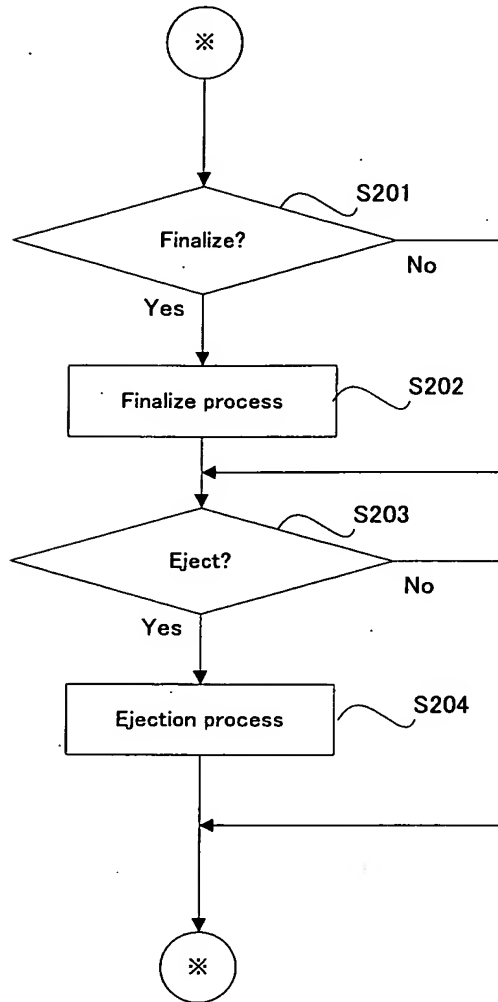 ※
S201
Finalize?
No
Yes
Finalize process
S202
S203
Eject?
No
Yes
Ejection process
S204
※